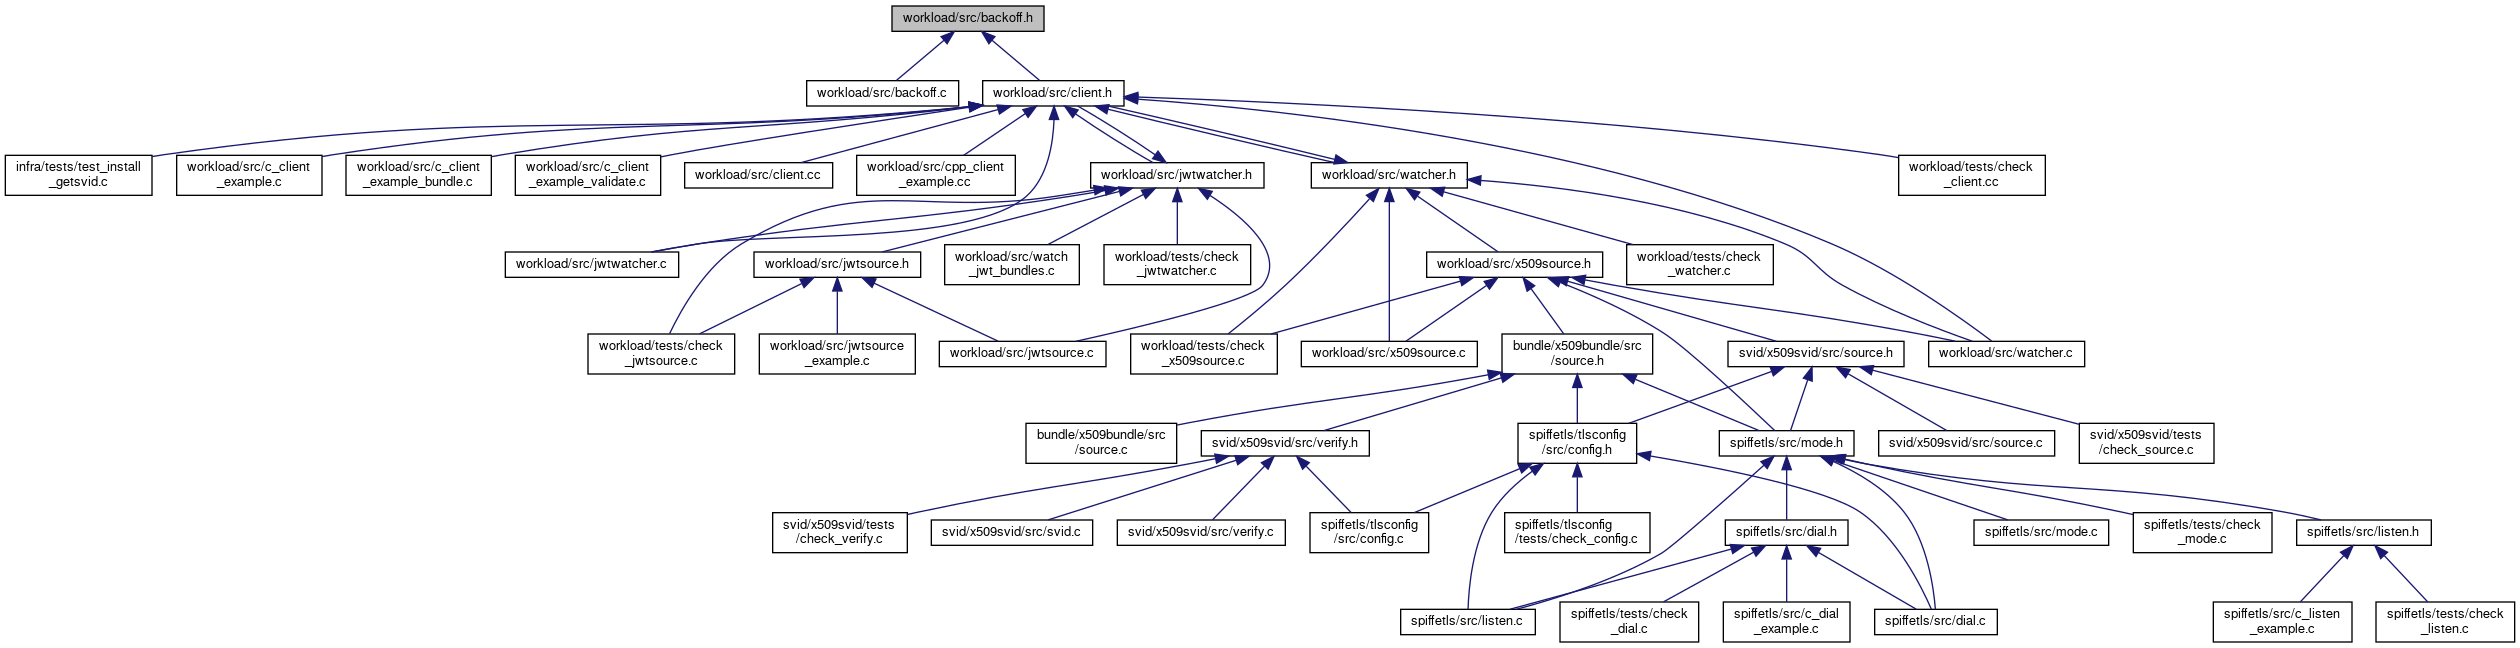 workload/src/backoff.h
workload/src/backoff.c
workload/src/client.h
infra/tests/test_install
_getsvid.c
workload/src/c_client
_example.c
workload/src/c_client
_example_bundle.c
workload/src/c_client
_example_validate.c
workload/src/client.cc
workload/src/cpp_client
_example.cc
workload/src/jwtwatcher.h
workload/src/watcher.h
workload/tests/check
_client.cc
workload/src/jwtwatcher.c
workload/src/jwtsource.h
workload/src/watch
_jwt_bundles.c
workload/tests/check
_jwtwatcher.c
workload/src/x509source.h
workload/tests/check
_watcher.c
workload/tests/check
_jwtsource.c
workload/src/jwtsource
_example.c
workload/src/jwtsource.c
workload/tests/check
_x509source.c
workload/src/x509source.c
bundle/x509bundle/src
/source.h
svid/x509svid/src/source.h
workload/src/watcher.c
bundle/x509bundle/src
/source.c
svid/x509svid/src/verify.h
spiffetls/tlsconfig
/src/config.h
spiffetls/src/mode.h
svid/x509svid/src/source.c
svid/x509svid/tests
/check_source.c
svid/x509svid/tests
/check_verify.c
svid/x509svid/src/svid.c
svid/x509svid/src/verify.c
spiffetls/tlsconfig
/src/config.c
spiffetls/tlsconfig
/tests/check_config.c
spiffetls/src/dial.h
spiffetls/src/mode.c
spiffetls/tests/check
_mode.c
spiffetls/src/listen.h
spiffetls/src/listen.c
spiffetls/tests/check
_dial.c
spiffetls/src/c_dial
_example.c
spiffetls/src/dial.c
spiffetls/src/c_listen
_example.c
spiffetls/tests/check
_listen.c